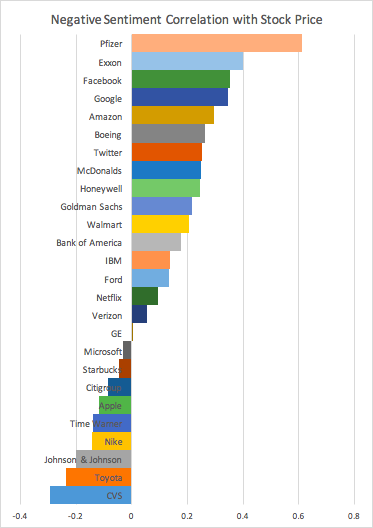 Negative Sentiment Correlation with Stock Price
Pfizer
Exxon
Facebook
Google
Amazon
Boeing
Twitter
McDonalds
Honeywell
Goldman Sachs
Walmart
Bank of America
IBM
Ford
Netflix
Verizon
GE
Microsoft
Starbucks
Citigroup
Apple
Time Warner
Nike
Johnson & Johnson
Toyota
CVS
-0.4 -0.2 0 0.2 0.4 0.6 0.8